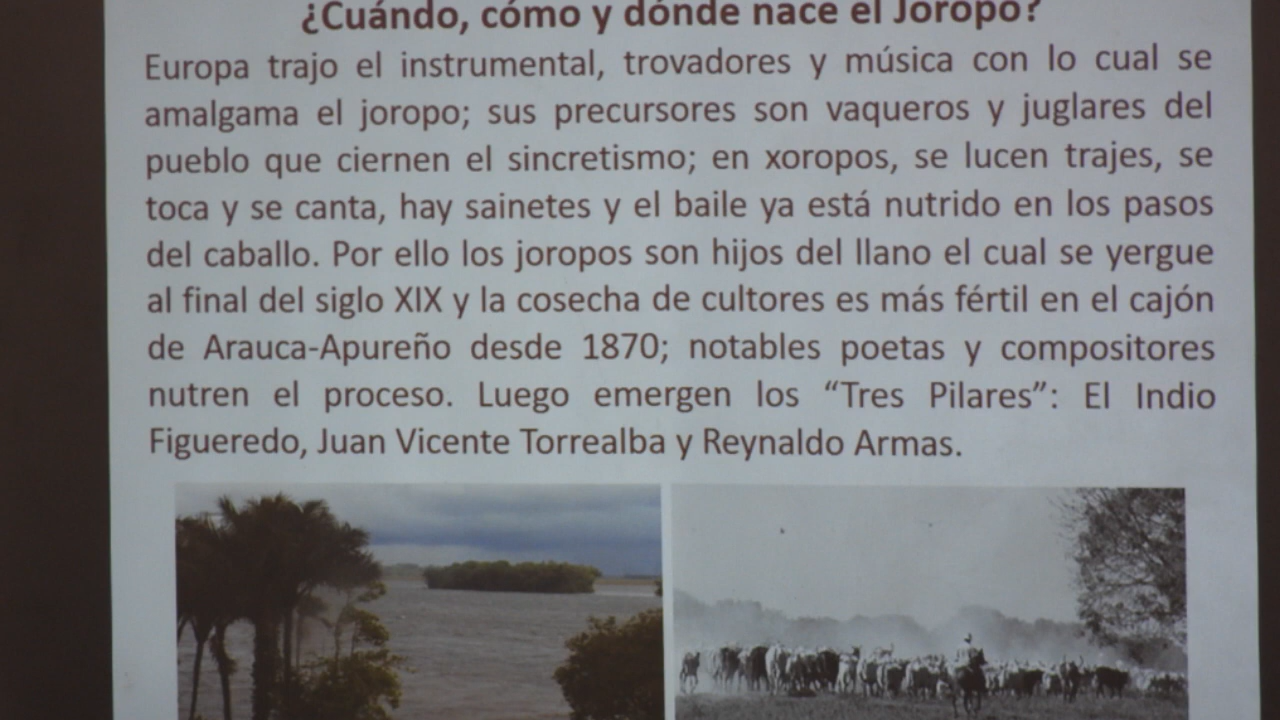 ¿Cuándo, cómo y dónde nace el Joropo?
Europa trajo el instrumental, trovadores y música con lo cual se
amalgama el joropo; sus precursores son vaqueros y juglares del
pueblo que ciernen el sincretismo; en xoropos, se lucen trajes, se
toca y se canta, hay sainetes y el baile ya está nutrido en los pasos
del caballo. Por ello los joropos son hijos del llano el cual se yergue
al final del siglo XIX y la cosecha de cultores es más fértil en el cajón
de Arauca-Apureño desde 1870; notables poetas y compositores
nutren el proceso. Luego emergen los “Tres Pilares”: El Indio
Figueredo, Juan Vicente Torrealba y Reynaldo Armas.